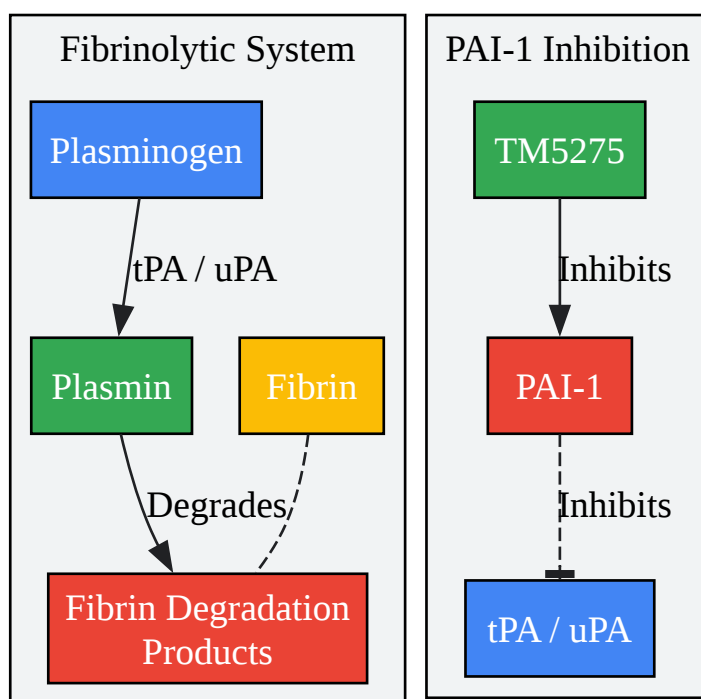 Fibrinolytic System
Plasminogen
tPA / uPA
Plasmin
Fibrin
Degrades
Fibrin Degradation
Products
PAI-1 Inhibition
TM5275
Inhibits
PAI-1
Inhibits
tPA / uPA